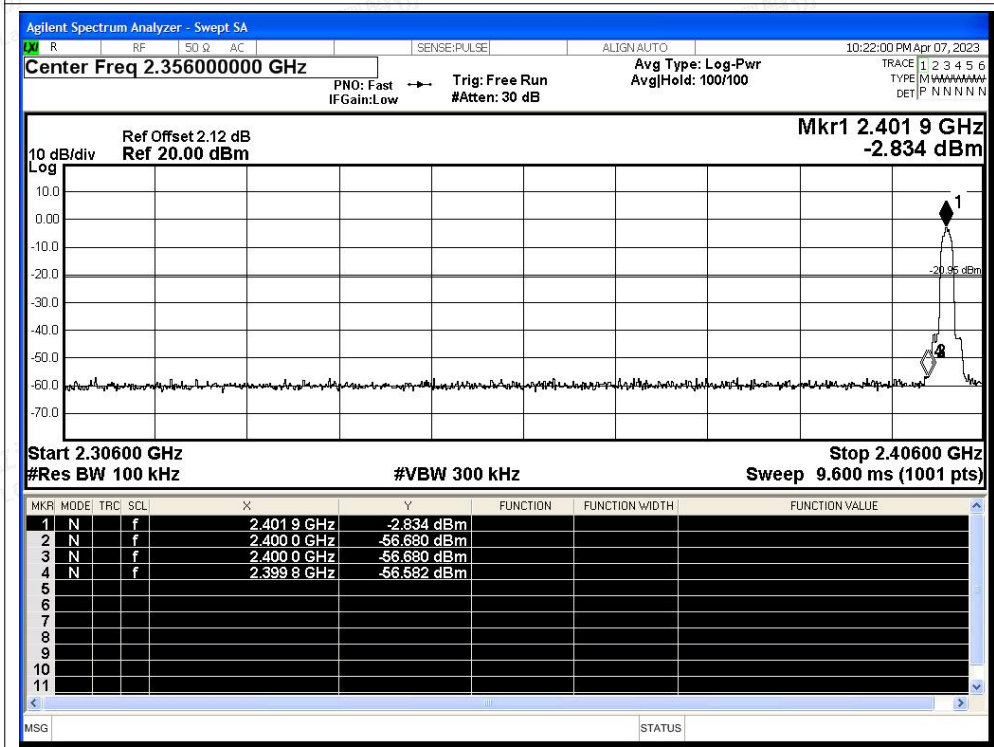 Agilent Spectrum Analyzer - Swept SA
LXI R RF 50 Ω AC SENSE:PULSE ALIGN AUTO 10:22:00 PM Apr 07, 2023
Center Freq 2.356000000 GHz
PNO: Fast
IFGain:Low
Trig: Free Run
#Atten: 30 dB
Avg Type: Log-Pwr
Avg|Hold: 100/100
TRACE 1 2 3 4 5 6
TYPE M
DET P N N N N N
Ref Offset 2.12 dB
10 dB/div Ref 20.00 dBm
Log
Mkr1 2.401 9 GHz
-2.834 dBm
10.0
0.00
-10.0
-20.0
-30.0
-40.0
-50.0
-60.0
-70.0
1
-20.95 dBm
Start 2.30600 GHz Stop 2.40600 GHz
#Res BW 100 kHz #VBW 300 kHz Sweep 9.600 ms (1001 pts)
MKR MODE TRC SCL X Y FUNCTION FUNCTION WIDTH FUNCTION VALUE
1 N f 2.401 9 GHz -2.834 dBm
2 N f 2.400 0 GHz -56.680 dBm
3 N f 2.400 0 GHz -56.680 dBm
4 N f 2.399 8 GHz -56.582 dBm
5
6
7
8
9
10
11
MSG STATUS